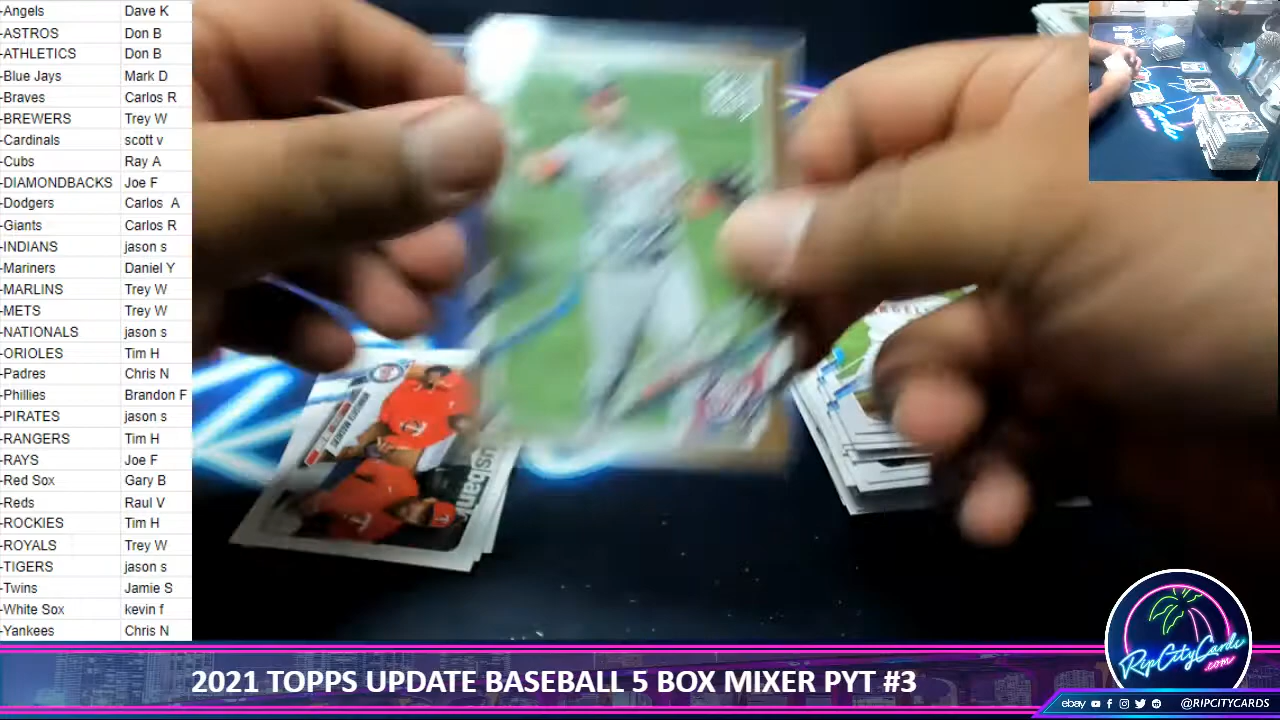 -Angels Dave K
-ASTROS Don B
-ATHLETICS Don B
-Blue Jays Mark D
-Braves Carlos R
-BREWERS Trey W
-Cardinals scott v
-Cubs Ray A
-DIAMONDBACKS Joe F
-Dodgers Carlos A
-Giants Carlos R
-INDIANS jason s
-Mariners Daniel Y
-MARLINS Trey W
-METS Trey W
-NATIONALS jason s
-ORIOLES Tim H
-Padres Chris N
-Phillies Brandon F
-PIRATES jason s
-RANGERS Tim H
-RAYS Joe F
-Red Sox Gary B
-Reds Raul V
-ROCKIES Tim H
-ROYALS Trey W
-TIGERS jason s
-Twins Jamie S
-White Sox kevin f
-Yankees Chris N
usbank
RipCityCards
.com
2021 TOPPS UPDATE BASEBALL 5 BOX MIXER PYT #3
ebay @RIPCITYCARDS